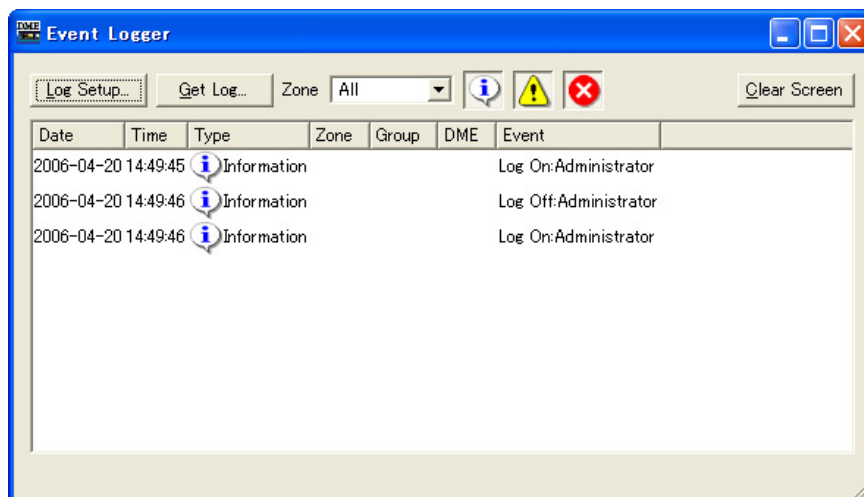 DME Event Logger
Log Setup... Get Log... Zone All Clear Screen
Date Time Type Zone Group DME Event
2006-04-20 14:49:45 Information Log On:Administrator
2006-04-20 14:49:46 Information Log Off:Administrator
2006-04-20 14:49:46 Information Log On:Administrator